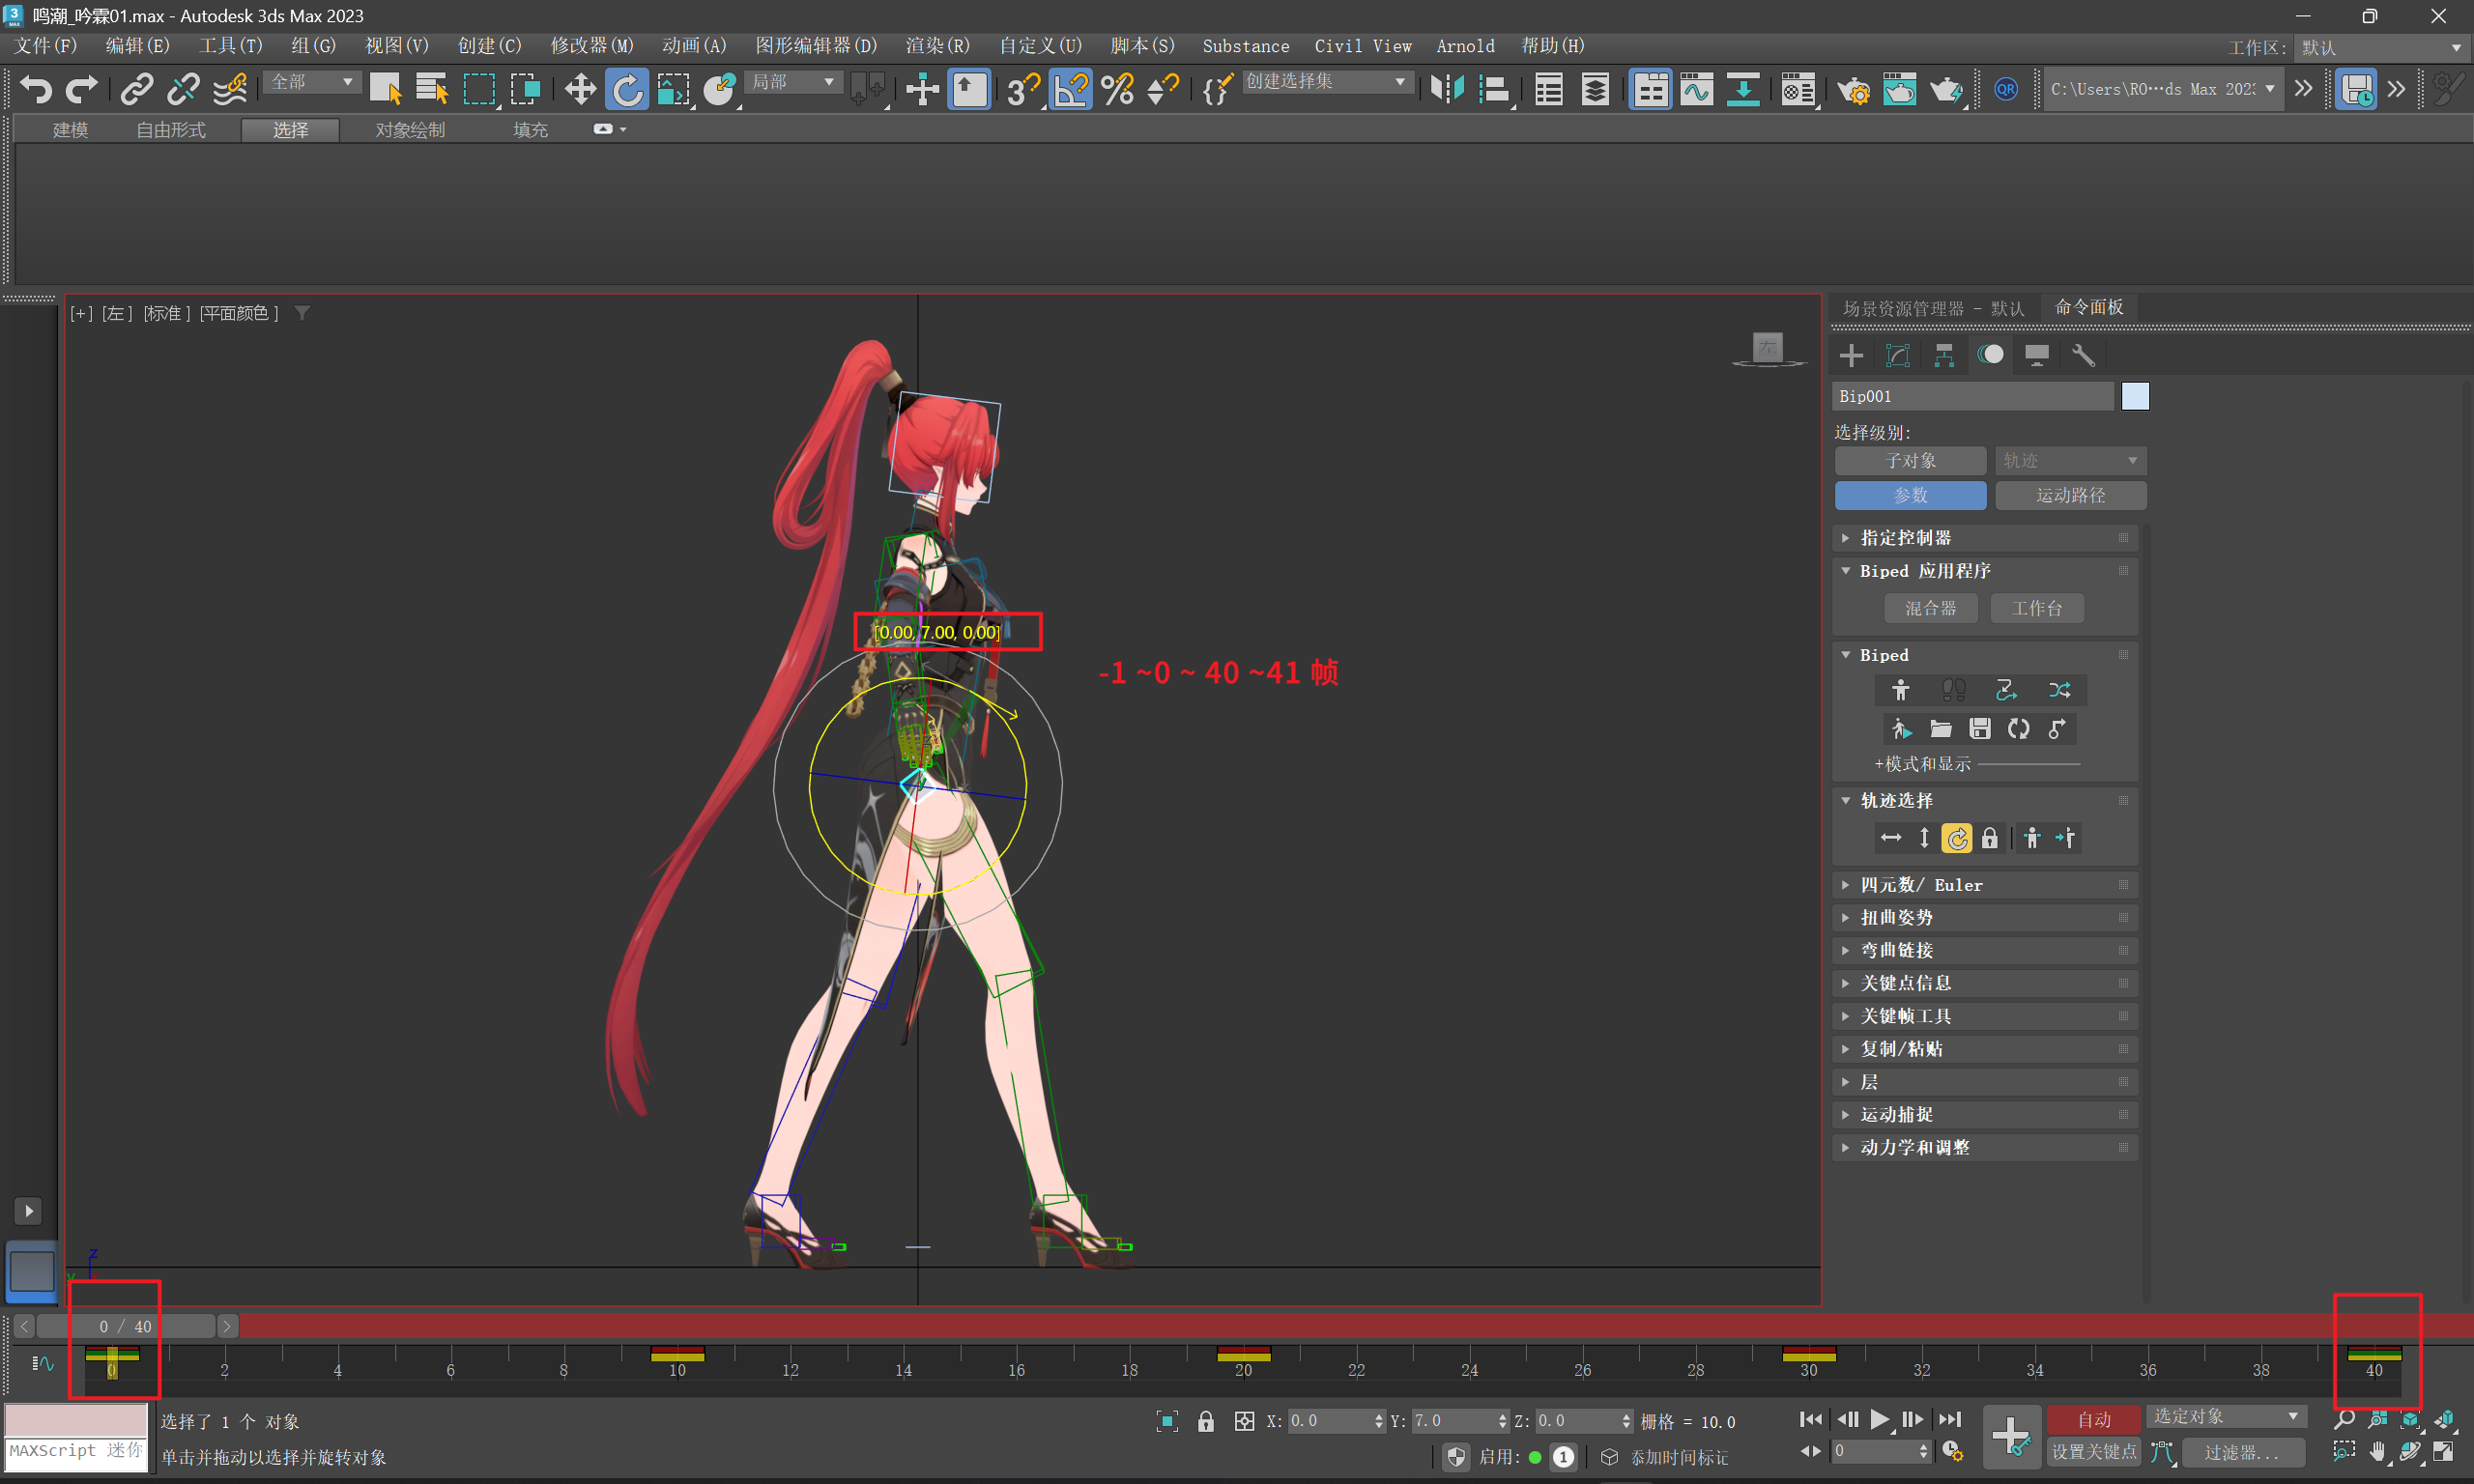 鸣潮_吟霖01.max - Autodesk 3ds Max 2023
文件(F) 编辑(E) 工具(T) 组(G) 视图(V) 创建(C) 修改器(M) 动画(A) 图形编辑器(D) 渲染(R) 自定义(U) 脚本(S) Substance Civil View Arnold 帮助(H)
工作区: 默认
全部 局部 创建选择集 QR C:\Users\RO…ds Max 202
建模 自由形式 选择 对象绘制 填充
[+] [左] [标准] [平面颜色]
左
场景资源管理器 - 默认 命令面板
Bip001
选择级别:
子对象 轨迹
参数 运动路径
指定控制器
Biped 应用程序
混合器 工作台
Biped
+模式和显示
轨迹选择
四元数/ Euler
扭曲姿势
弯曲链接
关键点信息
关键帧工具
复制/粘贴
层
运动捕捉
动力学和调整
[0.00, 7.00, 0.00]
-1 ~0 ~ 40 ~41 帧
z
y
0 / 40
0 2 4 6 8 10 12 14 16 18 20 22 24 26 28 30 32 34 36 38 40
选择了 1 个 对象
X: 0.0 Y: 7.0 Z: 0.0 栅格 = 10.0
自动 选定对象
MAXScript 迷你
单击并拖动以选择并旋转对象
启用: 1 添加时间标记
0
设置关键点 过滤器...